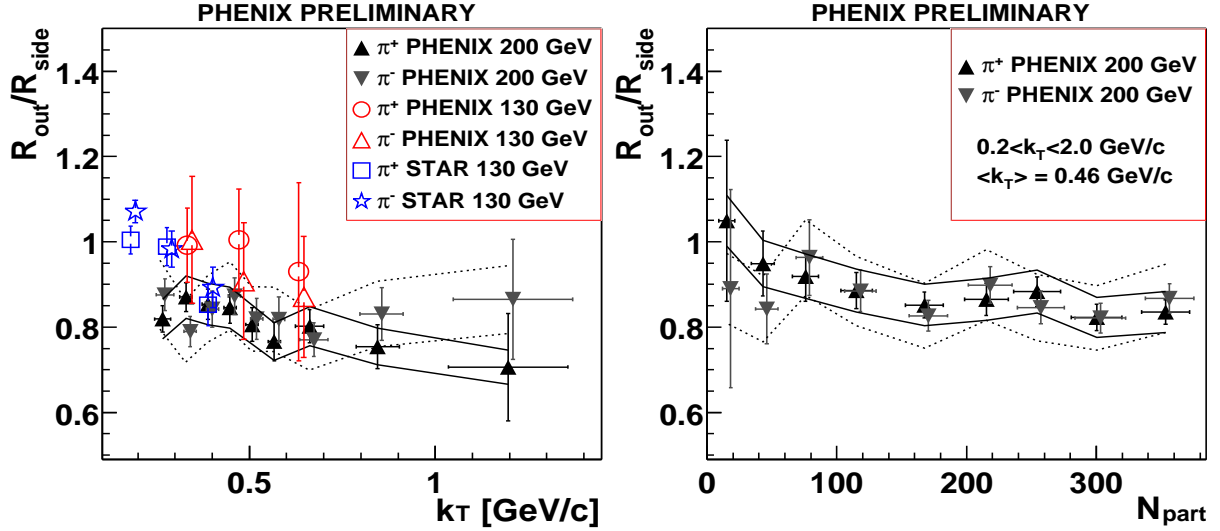 PHENIX PRELIMINARY
R_out/R_side
1.4
1.2
1
0.8
0.6
π+ PHENIX 200 GeV
π- PHENIX 200 GeV
π+ PHENIX 130 GeV
π- PHENIX 130 GeV
π+ STAR 130 GeV
π- STAR 130 GeV
0.5
1
kT [GeV/c]
PHENIX PRELIMINARY
R_out/R_side
1.4
1.2
1
0.8
0.6
π+ PHENIX 200 GeV
π- PHENIX 200 GeV
0.2<k_T<2.0 GeV/c
<k_T> = 0.46 GeV/c
0
100
200
300
N_part